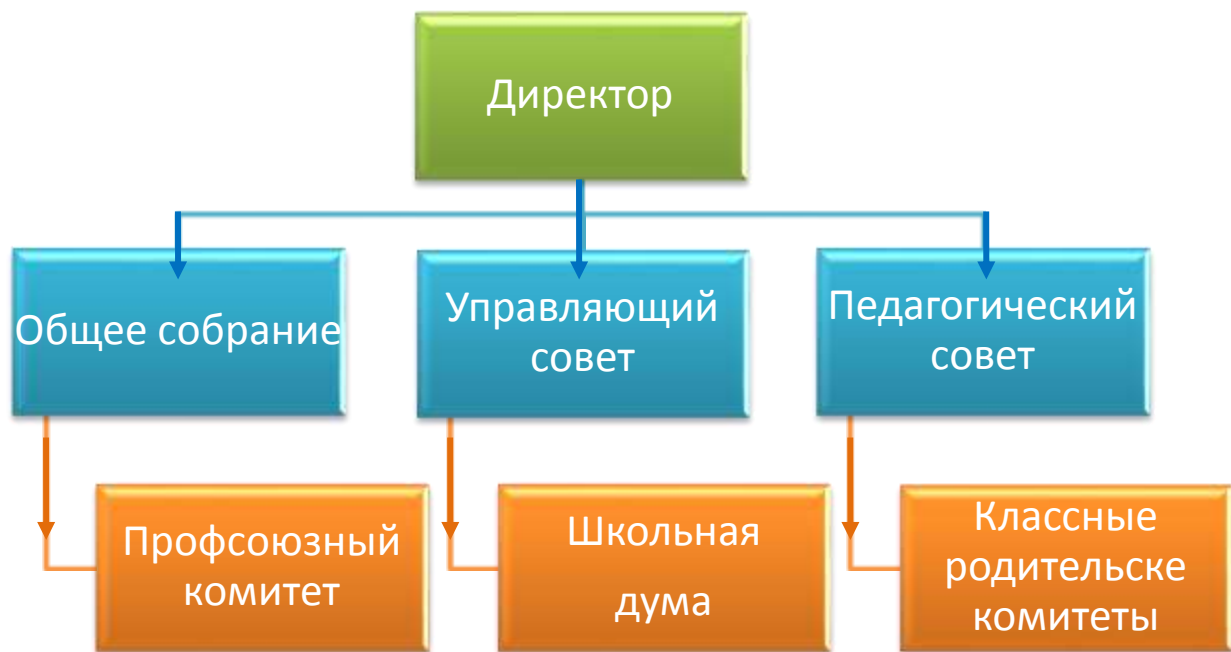 Директор
Общее собрание
Управляющий
совет
Педагогический
совет
Профсоюзный
комитет
Школьная
дума
Классные
родительске
комитеты